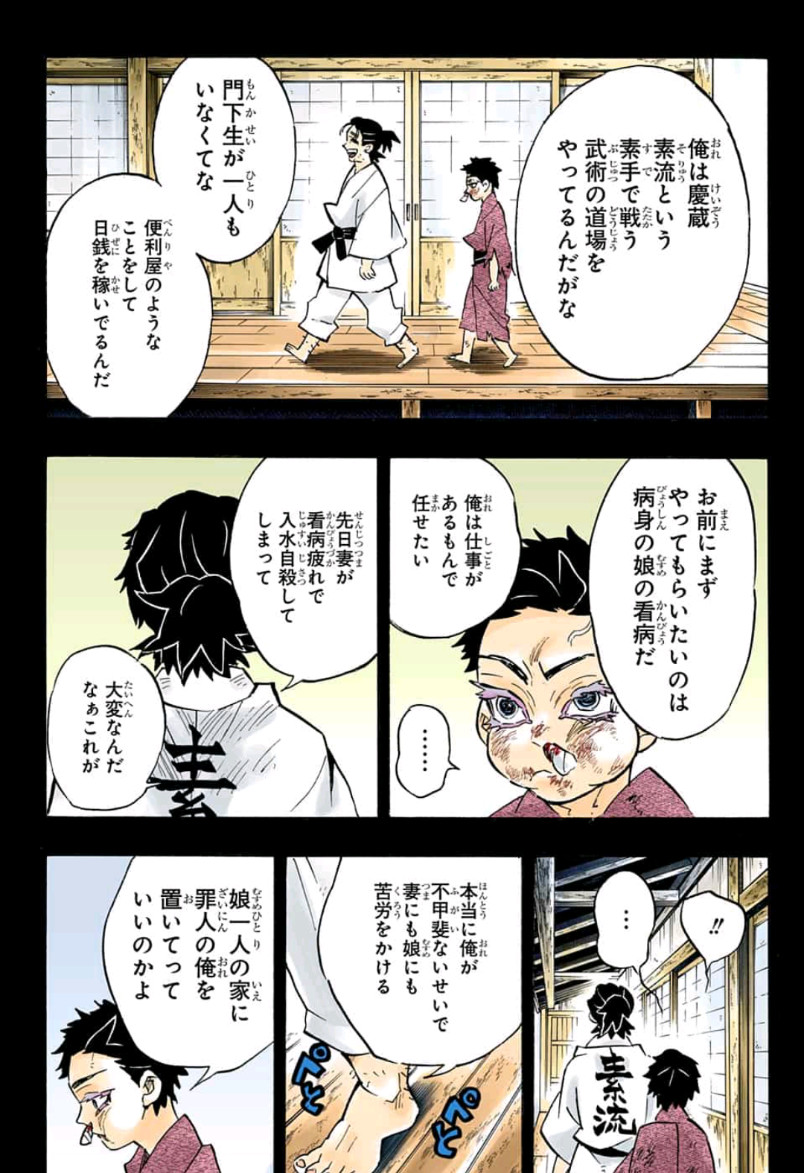 俺は慶蔵
素流という
素手で戦う
武術の道場を
やってるんだがな
門下生が一人も
いなくてな
便利屋のような
ことをして
日銭を稼いでるんだ
お前にまず
やってもらいたいのは
病身の娘の看病だ
俺は仕事が
あるもんで
任せたい
……
先日妻が
看病疲れで
入水自殺して
しまって
大変なんだ
なぁこれが
素
!!
…
素流
本当に俺が
不甲斐ないせいで
妻にも娘にも
苦労をかける
ぺた
ぺた
娘一人の家に
罪人の俺を
置いてって
いいのかよ